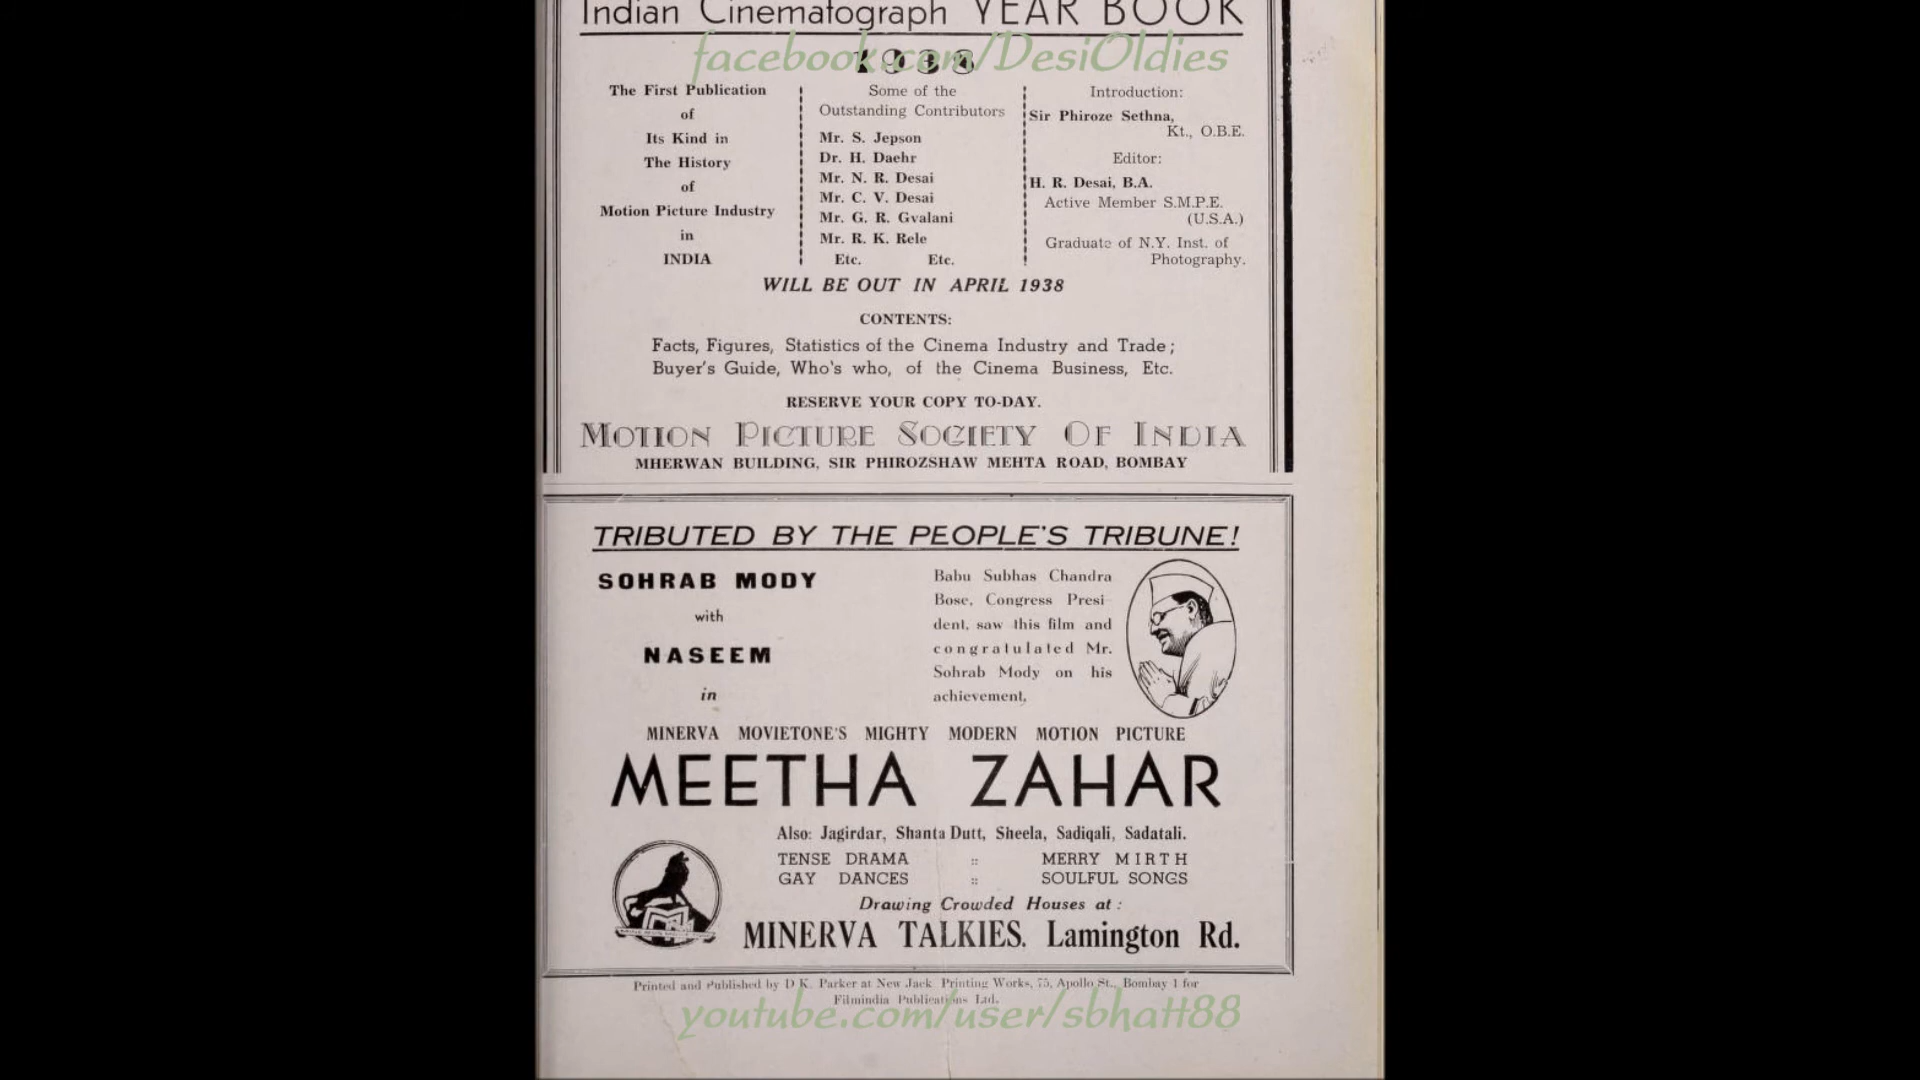 Indian Cinematograph YEAR BOOK
facebook.com/DesiOldies
1938
The First Publication
of
Its Kind in
The History
of
Motion Picture Industry
in
INDIA
Some of the
Outstanding Contributors
Mr. S. Jepson
Dr. H. Daehr
Mr. N. R. Desai
Mr. C. V. Desai
Mr. G. R. Gvalani
Mr. R. K. Rele
Etc. Etc.
Introduction:
Sir Phiroze Sethna,
Kt., O.B.E.
Editor:
H. R. Desai, B.A.
Active Member S.M.P.E.
(U.S.A.)
Graduate of N.Y. Inst. of
Photography.
WILL BE OUT IN APRIL 1938
CONTENTS:
Facts, Figures, Statistics of the Cinema Industry and Trade;
Buyer's Guide, Who's who, of the Cinema Business, Etc.
RESERVE YOUR COPY TO-DAY.
MOTION PICTURE SOCIETY OF INDIA
MHERWAN BUILDING, SIR PHIROZSHAW MEHTA ROAD, BOMBAY
TRIBUTED BY THE PEOPLE'S TRIBUNE!
SOHRAB MODY
with
NASEEM
in
Babu Subhas Chandra
Bose, Congress Presi-
dent, saw this film and
congratulated Mr.
Sohrab Mody on his
achievement,
MINERVA MOVIETONE'S MIGHTY MODERN MOTION PICTURE
MEETHA ZAHAR
Also: Jagirdar, Shanta Dutt, Sheela, Sadiqali, Sadatali.
TENSE DRAMA :: MERRY MIRTH
GAY DANCES :: SOULFUL SONGS
Drawing Crowded Houses at:
MINERVA TALKIES. Lamington Rd.
Printed and Published by D. K. Parker at New Jack Printing Works, 75, Apollo St., Bombay 1 for
Filmindia Publications Ltd.
youtube.com/user/sbhatt88